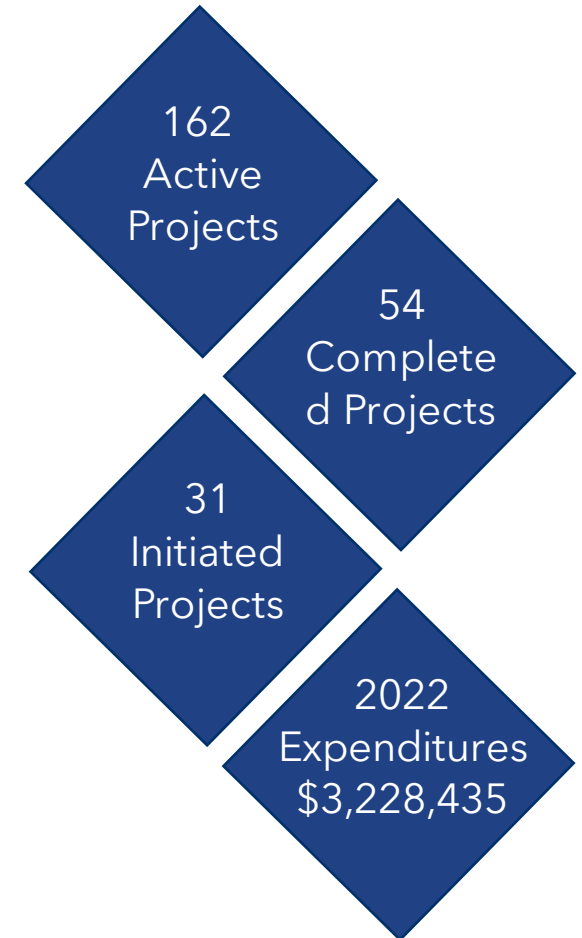 162
Active
Projects
54
Complete
d Projects
31
Initiated
Projects
2022
Expenditures
$3,228,435